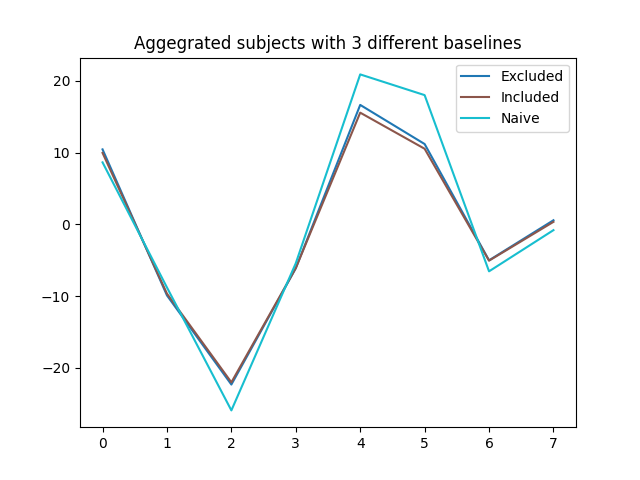 Aggegrated subjects with 3 different baselines
Excluded
Included
Naive
20
10
0
−10
−20
0 1 2 3 4 5 6 7